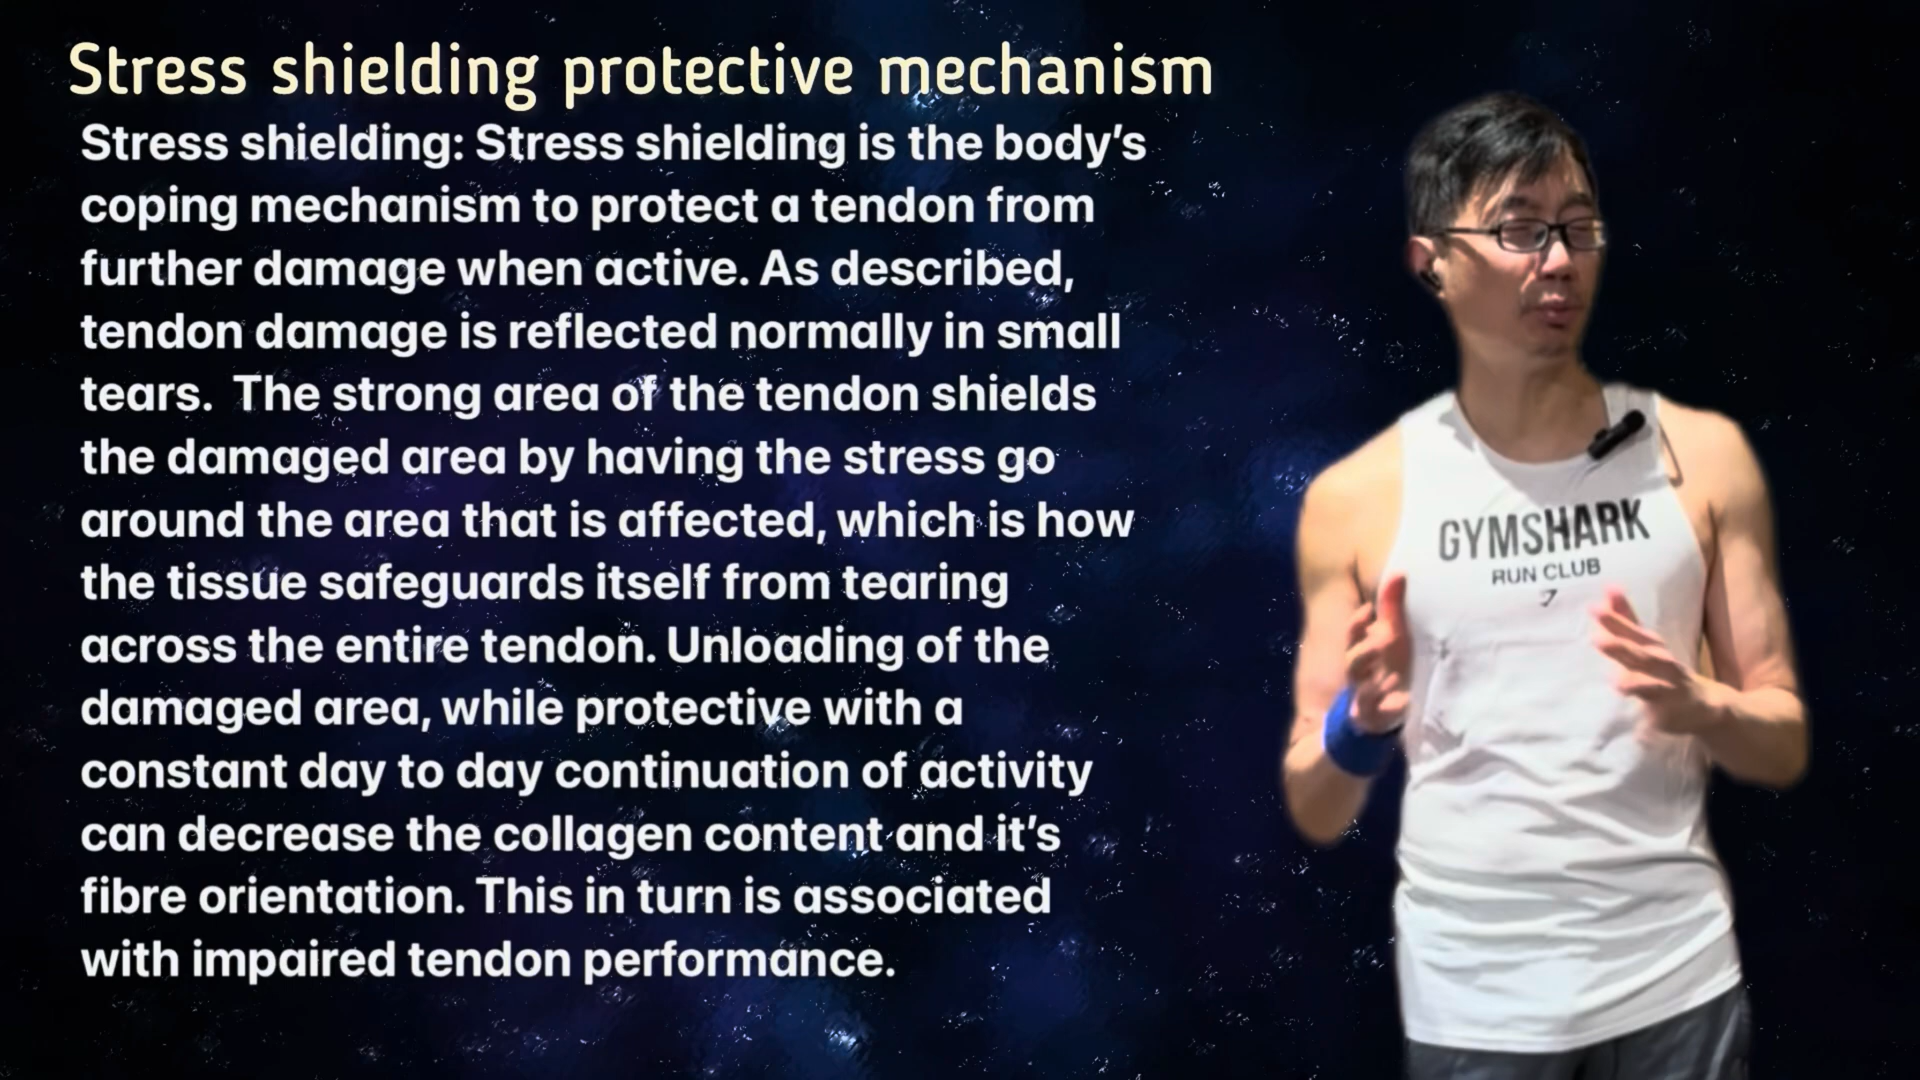 Stress shielding protective mechanism
Stress shielding: Stress shielding is the body's
coping mechanism to protect a tendon from
further damage when active. As described,
tendon damage is reflected normally in small
tears.  The strong area of the tendon shields
the damaged area by having the stress go
around the area that is affected, which is how
the tissue safeguards itself from tearing
across the entire tendon. Unloading of the
damaged area, while protective with a
constant day to day continuation of activity
can decrease the collagen content and it's
fibre orientation. This in turn is associated
with impaired tendon performance.
GYMSHARK
RUN CLUB